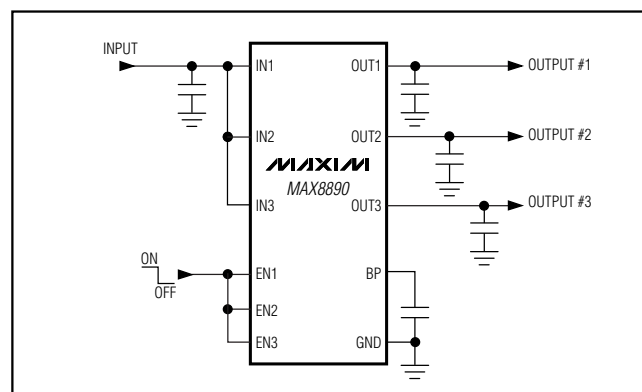 INPUT
IN1
OUT1
OUTPUT #1
IN2
OUT2
OUTPUT #2
MAXIM
MAX8890
IN3
OUT3
OUTPUT #3
ON
OFF
EN1
BP
EN2
EN3
GND